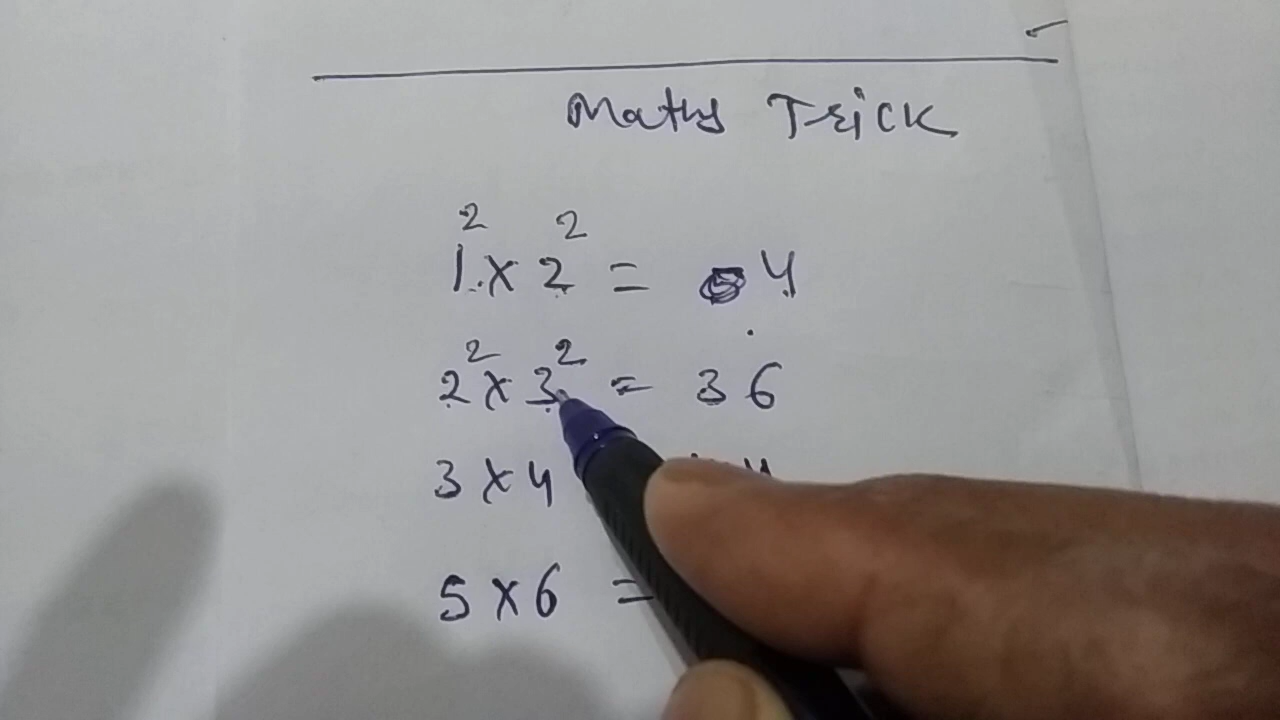 Maths Trick
1² × 2² = 4
2² × 3² = 36
3 × 4
5 × 6 =